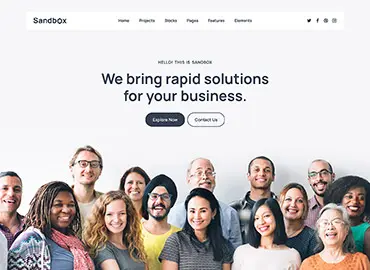 Sandbox
Home Projects Blocks Pages Features Elements
HELLO! THIS IS SANDBOX
We bring rapid solutions
for your business.
Explore Now Contact Us